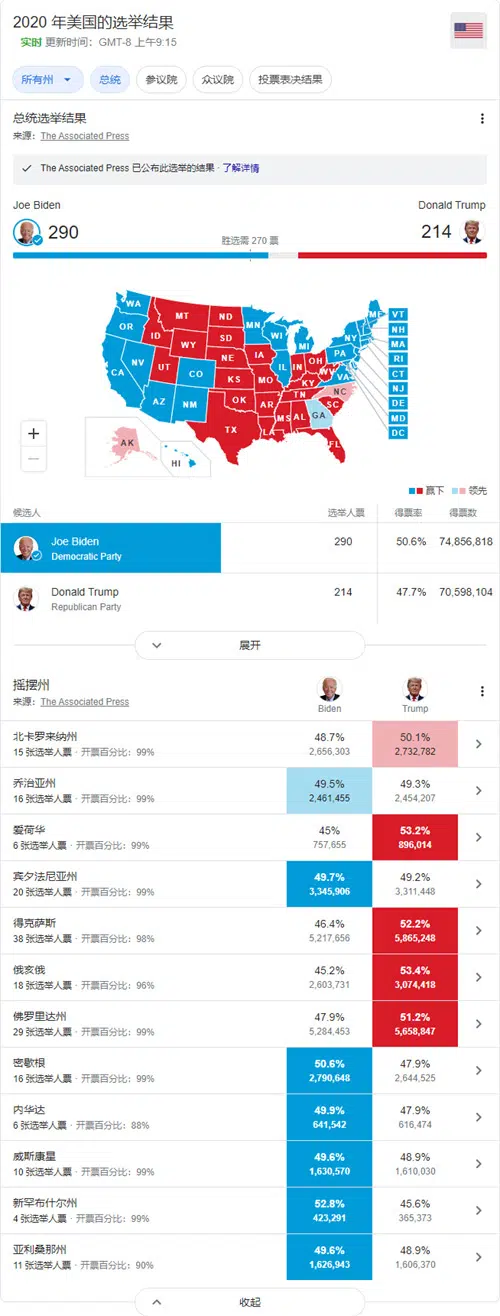 2020 年美国的选举结果
实时 更新时间：GMT-8 上午9:15
所有州
总统
参议院
众议院
投票表决结果
总统选举结果
来源：The Associated Press
The Associated Press 已公布此选举的结果 · 了解详情
Joe Biden
Donald Trump
290
胜选需 270 票
214
WA
MT
ND
MN
ME
VT
OR
ID
SD
WI
MI
NY
NH
WY
MA
NV
NE
IA
PA
RI
CA
UT
CO
IL
IN
OH
CT
KS
MO
WV
VA
NJ
KY
DE
AZ
NM
OK
AR
TN
NC
MD
SC
DC
MS
AL
GA
TX
LA
FL
AK
HI
+
−
赢下
领先
候选人
选举人票
得票率
得票数
Joe Biden
Democratic Party
290
50.6%
74,856,818
Donald Trump
Republican Party
214
47.7%
70,598,104
展开
摇摆州
来源：The Associated Press
Biden
Trump
北卡罗来纳州
15 张选举人票 · 开票百分比：99%
48.7%
2,656,303
50.1%
2,732,782
乔治亚州
16 张选举人票 · 开票百分比：99%
49.5%
2,461,455
49.3%
2,454,207
爱荷华
6 张选举人票 · 开票百分比：99%
45%
757,655
53.2%
896,014
宾夕法尼亚州
20 张选举人票 · 开票百分比：99%
49.7%
3,345,906
49.2%
3,311,448
得克萨斯
38 张选举人票 · 开票百分比：98%
46.4%
5,217,656
52.2%
5,865,248
俄亥俄
18 张选举人票 · 开票百分比：96%
45.2%
2,603,731
53.4%
3,074,418
佛罗里达州
29 张选举人票 · 开票百分比：99%
47.9%
5,284,453
51.2%
5,658,847
密歇根
16 张选举人票 · 开票百分比：99%
50.6%
2,790,648
47.9%
2,644,525
内华达
6 张选举人票 · 开票百分比：88%
49.9%
641,542
47.9%
616,474
威斯康星
10 张选举人票 · 开票百分比：99%
49.6%
1,630,570
48.9%
1,610,030
新罕布什尔州
4 张选举人票 · 开票百分比：99%
52.8%
423,291
45.6%
365,373
亚利桑那州
11 张选举人票 · 开票百分比：90%
49.6%
1,626,943
48.9%
1,606,370
收起